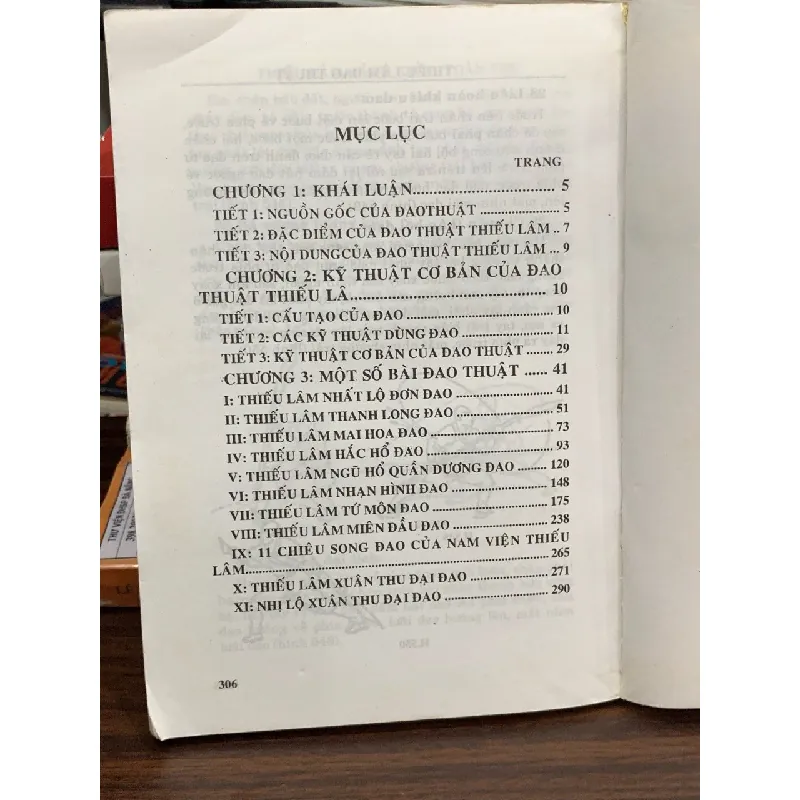 MỤC LỤC
TRANG
CHƯƠNG 1: KHÁI LUẬN............................ 5
TIẾT 1: NGUỒN GỐC CỦA ĐAOTHUẬT ................ 5
TIẾT 2: ĐẶC ĐIỂM CỦA ĐAO THUẬT THIẾU LÂM .. 7
TIẾT 3: NỘI DUNGCỦA ĐAO THUẬT THIẾU LÂM ... 9
CHƯƠNG 2: KỸ THUẬT CƠ BẢN CỦA ĐAO
THUẬT THIẾU LÂ........................................ 10
TIẾT 1: CẤU TẠO CỦA ĐAO .............................. 10
TIẾT 2: CÁC KỸ THUẬT DÙNG ĐAO ................... 11
TIẾT 3: KỸ THUẬT CƠ BẢN CỦA DAO THUẬT ...... 29
CHƯƠNG 3: MỘT SỐ BÀI ĐAO THUẬT ...... 41
I: THIẾU LÂM NHẤT LỘ ĐƠN DAO .................... 41
II: THIẾU LÂM THANH LONG ĐAO .................... 51
III: THIẾU LÂM MAI HOA ĐAO ......................... 73
IV: THIẾU LÂM HẮC HỔ ĐAO ........................... 93
V: THIẾU LÂM NGŨ HỔ QUẦN DƯƠNG ĐAO ........ 120
VI: THIẾU LÂM NHẠN HÌNH ĐAO .................... 148
VII: THIẾU LÂM TỨ MÔN ĐAO ......................... 175
VIII: THIẾU LÂM MIÊN ĐẦU ĐAO .................... 238
IX: 11 CHIÊU SONG ĐAO CỦA NAM VIỆN THIẾU
LÂM............................................................ 265
X: THIẾU LÂM XUÂN THU ĐẠI ĐAO ................ 271
XI: NHỊ LỘ XUÂN THU ĐẠI ĐAO ..................... 290
306